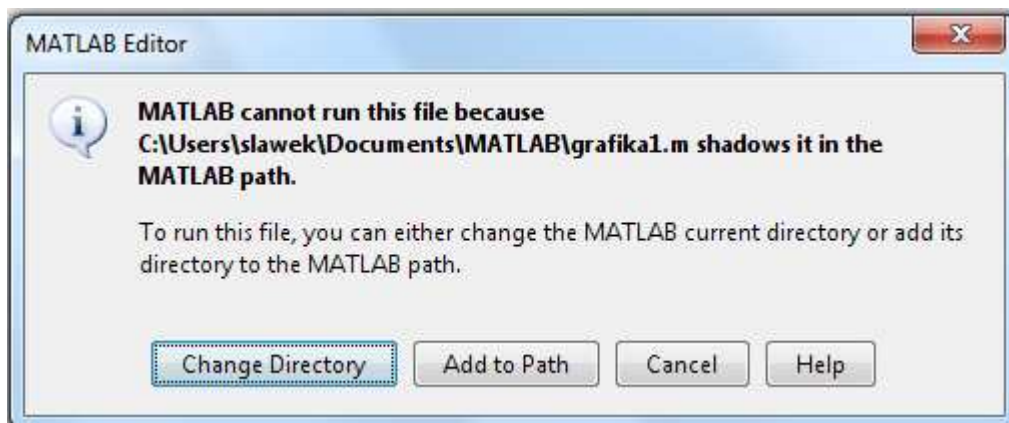 MATLAB Editor
MATLAB cannot run this file because
C:\Users\slawek\Documents\MATLAB\grafika1.m shadows it in the
MATLAB path.
To run this file, you can either change the MATLAB current directory or add its
directory to the MATLAB path.
Change Directory Add to Path Cancel Help